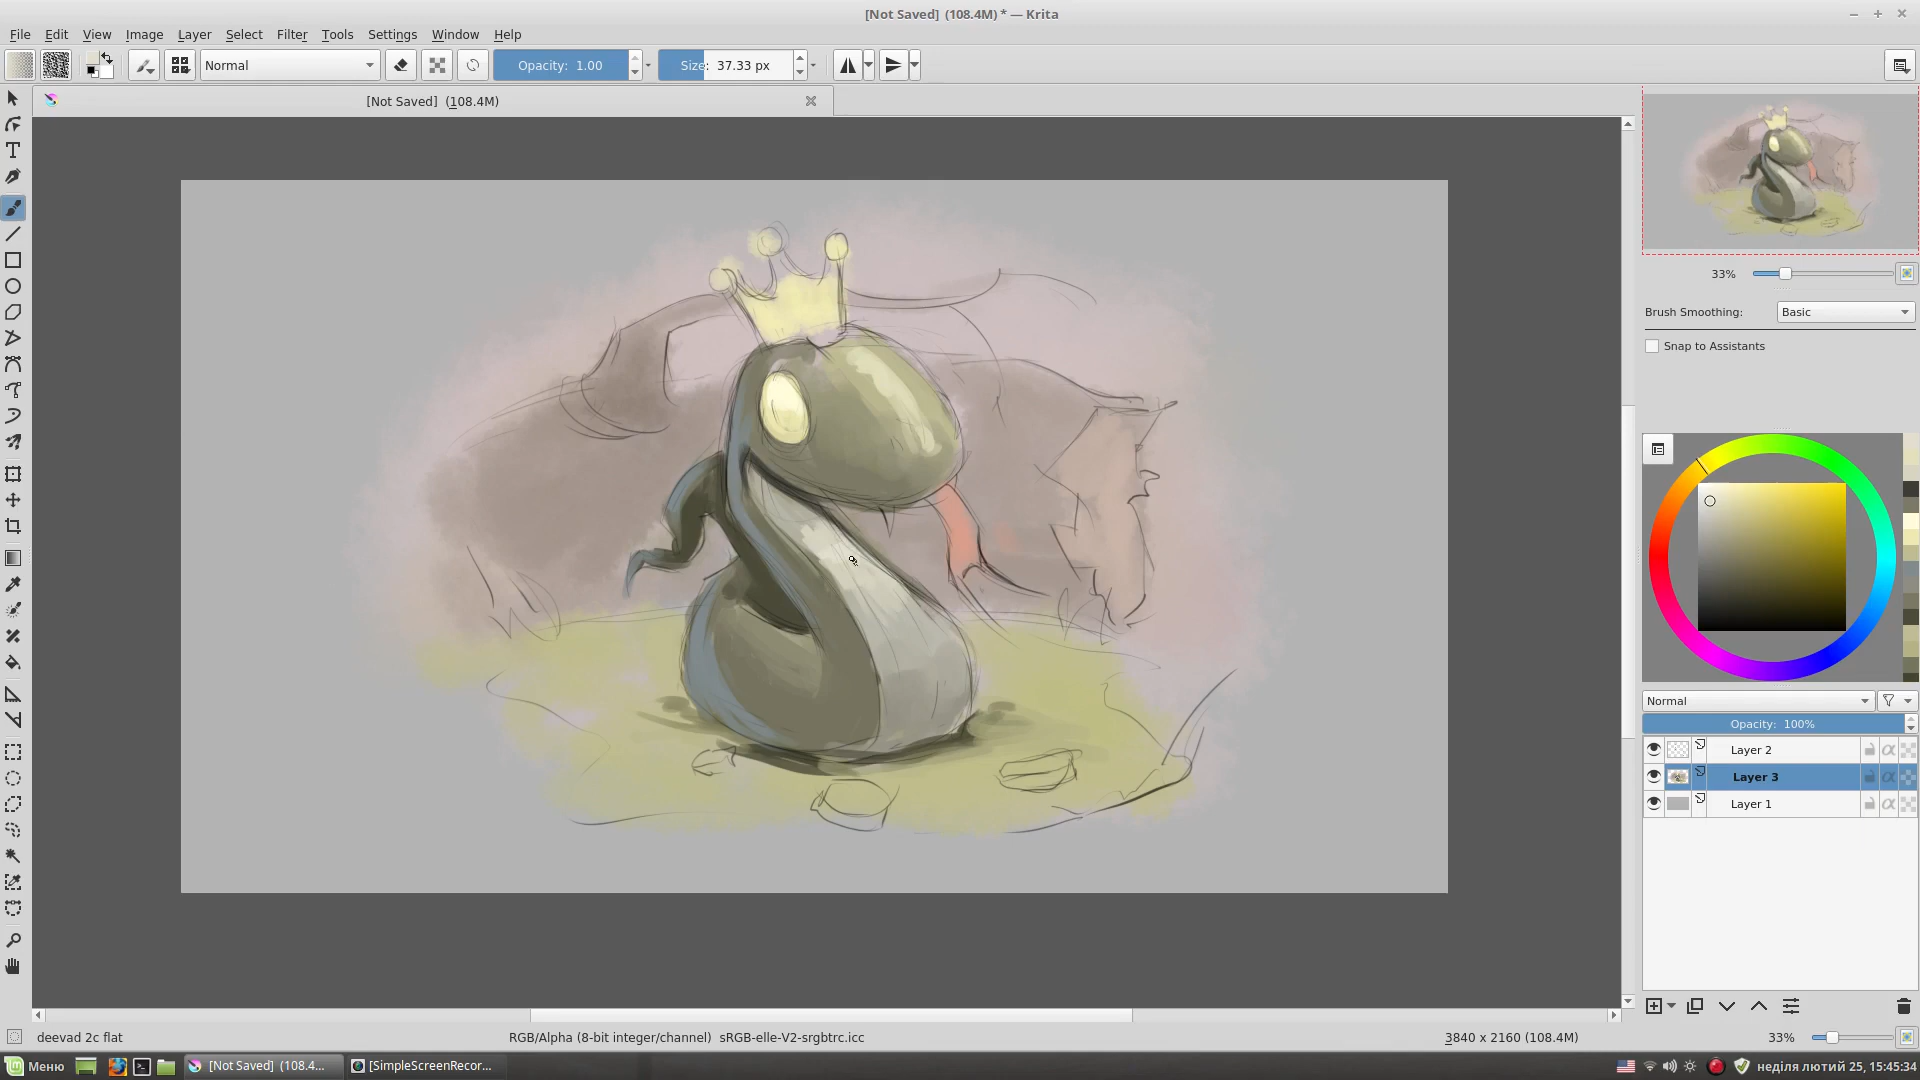 [Not Saved] (108.4M) * — Krita
File Edit View Image Layer Select Filter Tools Settings Window Help
Normal Opacity: 1.00 Size: 37.33 px
[Not Saved] (108.4M)
33%
Brush Smoothing: Basic
Snap to Assistants
Normal
Opacity: 100%
Layer 2
Layer 3
Layer 1
deevad 2c flat RGB/Alpha (8-bit integer/channel) sRGB-elle-V2-srgbtrc.icc 3840 x 2160 (108.4M) 33%
Меню [Not Saved] (108.4... [SimpleScreenRecor... неділя лютий 25, 15:45:34